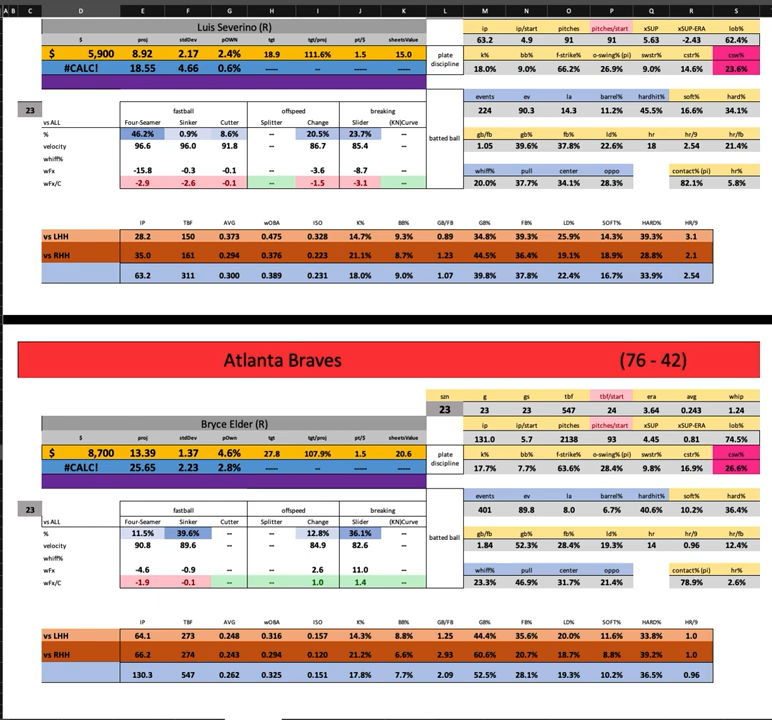 A B C D E F G H I J K L M N O P Q R S
Luis Severino (R)
ip ip/start pitches pitches/start xSUP xSUP-ERA lob%
$ proj stdDev pOWN tgt tgt/proj pt/$ sheetsValue
63.2 4.9 91 91 5.63 -2.43 62.4%
$ 5,900 8.92 2.17 2.4% 18.9 111.6% 1.5 15.0
plate discipline
k% bb% f-strike% o-swing% (pi) swstr% cstr% csw%
#CALC! 18.55 4.66 0.6% ---- -- ---- ----
18.0% 9.0% 66.2% 26.9% 9.0% 14.6% 23.6%
events ev la barrel% hardhit% soft% hard%
23 fastball offspeed breaking
224 90.3 14.3 11.2% 45.5% 16.6% 34.1%
vs ALL Four-Seamer Sinker Cutter Splitter Change Slider (KN)Curve
% 46.2% 0.9% 8.6% -- 20.5% 23.7% --
batted ball
gb/fb gb% fb% ld% hr hr/9 hr/fb
velocity 96.6 96.0 91.8 -- 86.7 85.4 --
1.05 39.6% 37.8% 22.6% 18 2.54 21.4%
whiff%
wFx -15.8 -0.3 -0.1 -3.6 -8.7
whiff% pull center oppo contact% (pi) hr%
wFx/C -2.9 -2.6 -0.1 -- -1.5 -3.1 --
20.0% 37.7% 34.1% 28.3% 82.1% 5.8%
IP TBF AVG wOBA ISO K% BB% GB/FB GB% FB% LD% SOFT% HARD% HR/9
vs LHH 28.2 150 0.373 0.475 0.328 14.7% 9.3% 0.89 34.8% 39.3% 25.9% 14.3% 39.3% 3.1
vs RHH 35.0 161 0.294 0.376 0.223 21.1% 8.7% 1.23 44.5% 36.4% 19.1% 18.9% 28.8% 2.1
63.2 311 0.300 0.389 0.231 18.0% 9.0% 1.07 39.8% 37.8% 22.4% 16.7% 33.9% 2.54
Atlanta Braves (76 - 42)
szn g gs tbf tbf/start era avg whip
23 23 23 547 24 3.64 0.243 1.24
Bryce Elder (R)
ip ip/start pitches pitches/start xSUP xSUP-ERA lob%
$ proj stdDev pOwn tgt tgt/proj pt/$ sheetsValue
131.0 5.7 2138 93 4.45 0.81 74.5%
$ 8,700 13.39 1.37 4.6% 27.8 107.9% 1.5 20.6
plate discipline
k% bb% f-strike% o-swing% (pi) swstr% cstr% csw%
#CALC! 25.65 2.23 2.8% ---- -- ---- ----
17.7% 7.7% 63.6% 28.4% 9.8% 16.9% 26.6%
events ev la barrel% hardhit% soft% hard%
23 fastball offspeed breaking
401 89.8 8.0 6.7% 40.6% 10.2% 36.4%
vs ALL Four-Seamer Sinker Cutter Splitter Change Slider (KN)Curve
% 11.5% 39.6% -- -- 12.8% 36.1% --
batted ball
gb/fb gb% fb% ld% hr hr/9 hr/fb
velocity 90.8 89.6 -- -- 84.9 82.6 --
1.84 52.3% 28.4% 19.3% 14 0.96 12.4%
whiff%
wFx -4.6 -0.9 2.6 11.0
whiff% pull center oppo contact% (pi) hr%
wFx/C -1.9 -0.1 -- -- 1.0 1.4 --
23.3% 46.9% 31.7% 21.4% 78.9% 2.6%
IP TBF AVG wOBA ISO K% BB% GB/FB GB% FB% LD% SOFT% HARD% HR/9
vs LHH 64.1 273 0.248 0.316 0.157 14.3% 8.8% 1.25 44.4% 35.6% 20.0% 11.6% 33.8% 1.0
vs RHH 66.2 274 0.243 0.294 0.120 21.2% 6.6% 2.93 60.6% 20.7% 18.7% 8.8% 39.2% 1.0
130.3 547 0.262 0.325 0.151 17.8% 7.7% 2.09 52.5% 28.1% 19.3% 10.2% 36.5% 0.96